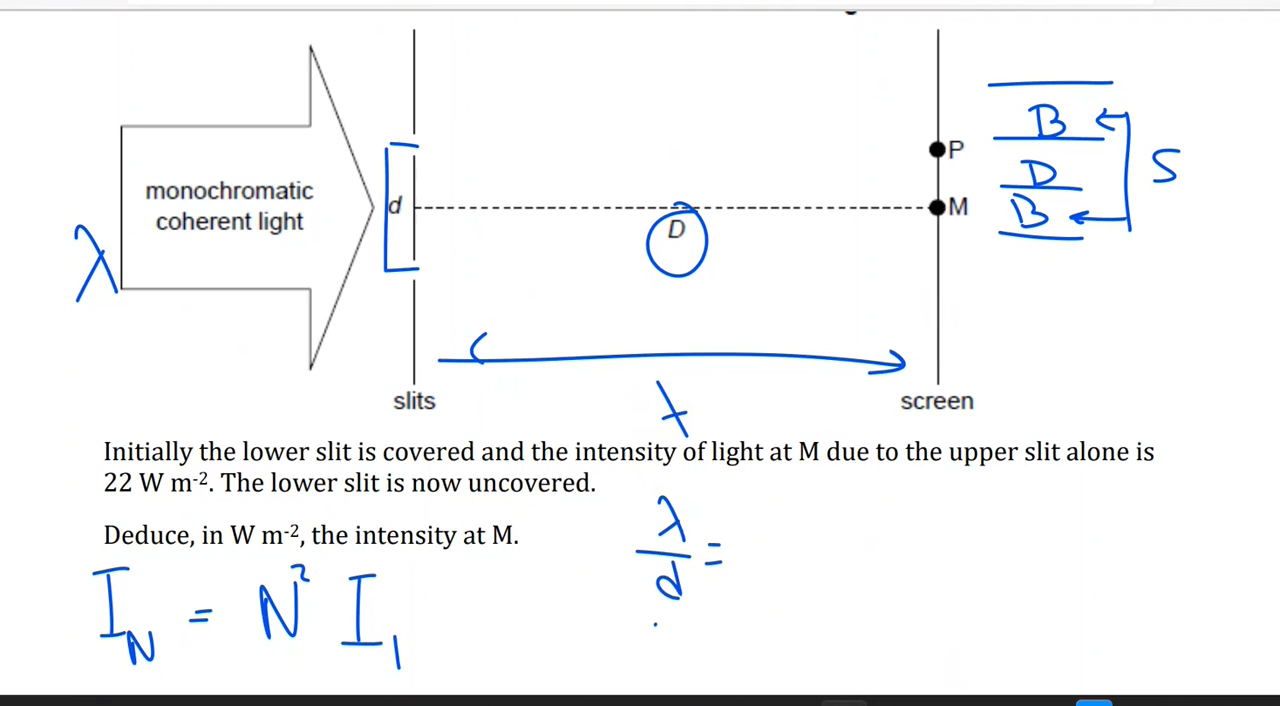 B
P
D
S
monochromatic
coherent light
d
M
B
D
λ
slits
screen
Initially the lower slit is covered and the intensity of light at M due to the upper slit alone is
22 W m-2. The lower slit is now uncovered.
Deduce, in W m-2, the intensity at M.
λ/d =
I_N = N² I_1